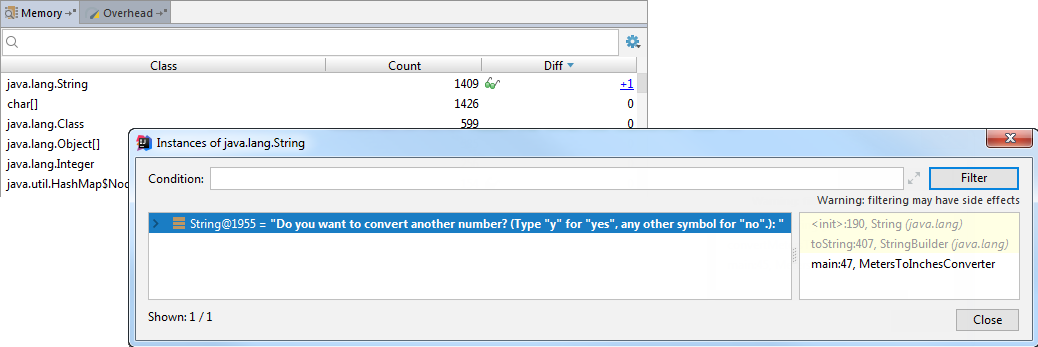 Memory Overhead
Class Count Diff
java.lang.String 1409 +1
char[] 1426 0
java.lang.Class 599 0
java.lang.Object[]
java.lang.Integer
java.util.HashMap$Noc
Instances of java.lang.String
Condition: Filter
Warning: filtering may have side effects
String@1955 = "Do you want to convert another number? (Type "y" for "yes", any other symbol for "no".): "
<init>:190, String (java.lang)
toString:407, StringBuilder (java.lang)
main:47, MetersToInchesConverter
Shown: 1 / 1
Close